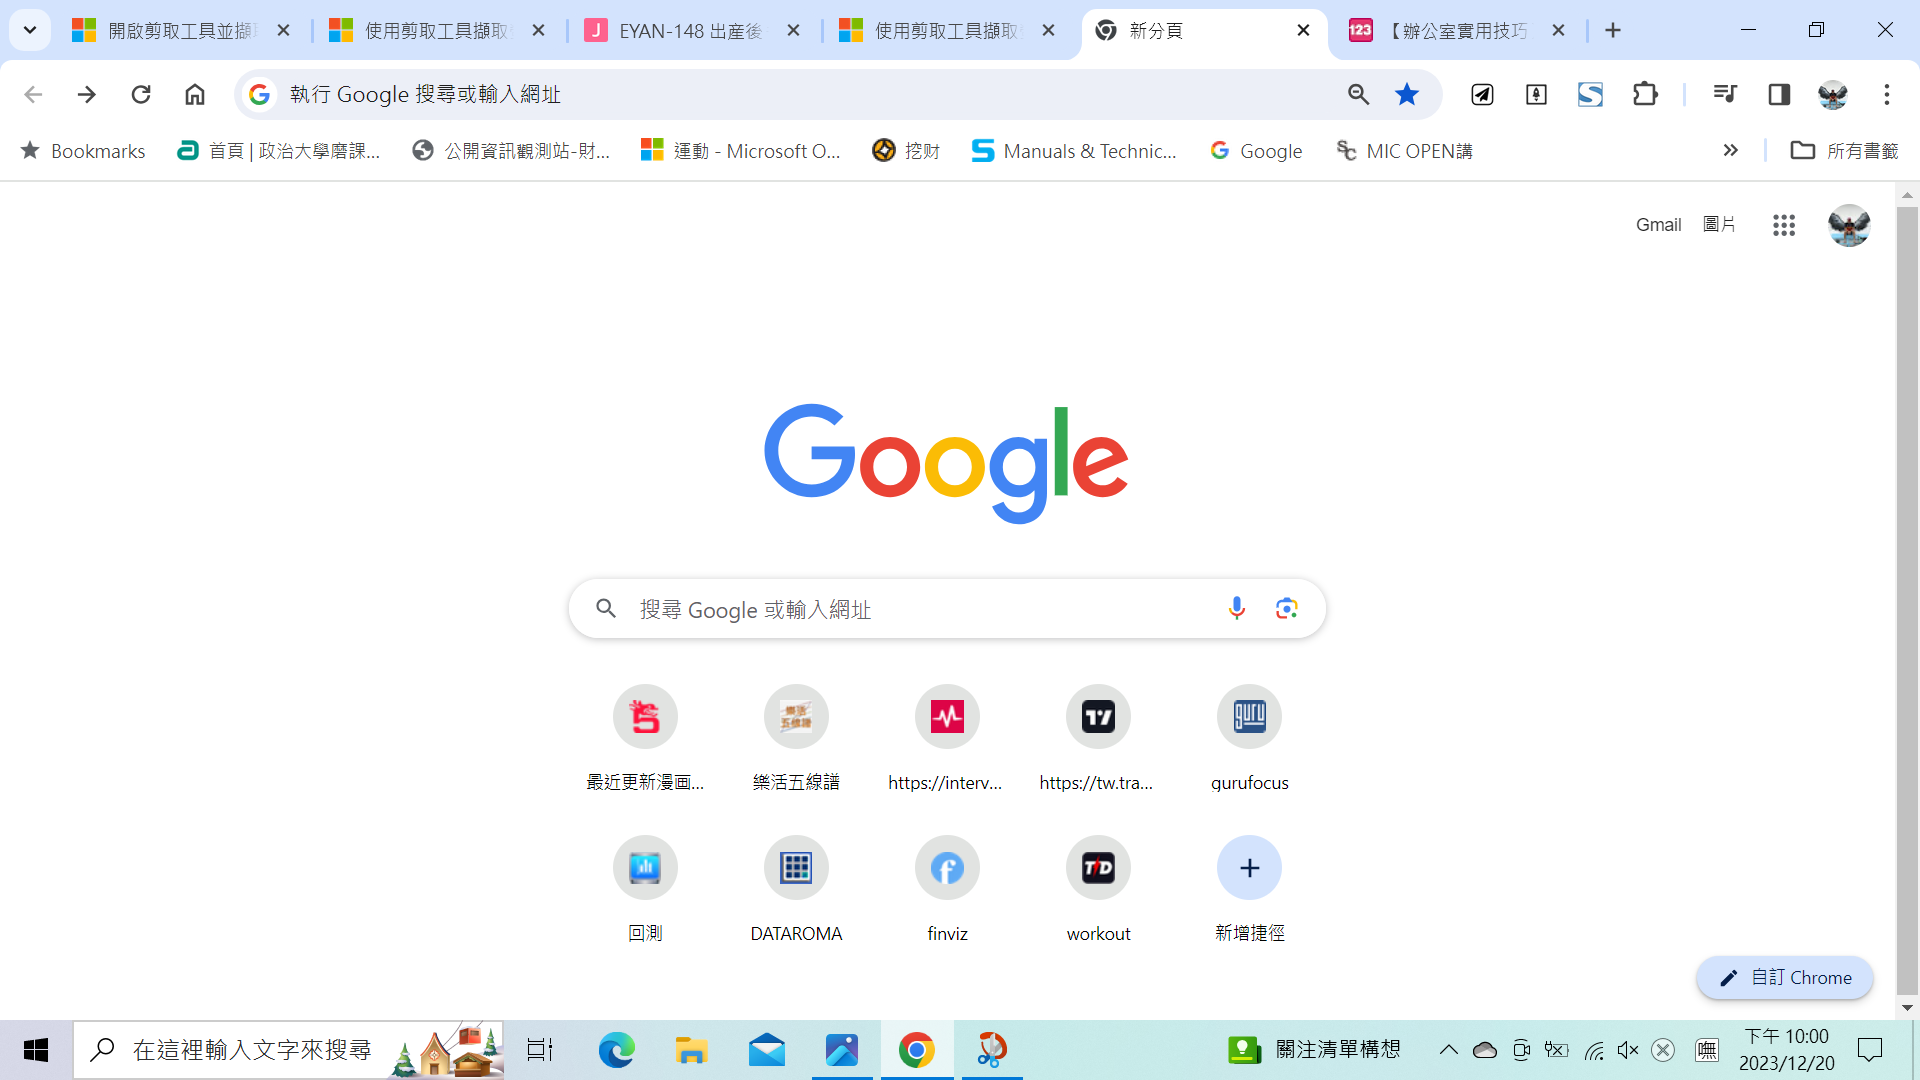 開啟剪取工具並擷取
使用剪取工具擷取
J EYAN-148 出産後
使用剪取工具擷取
新分頁
123 【辦公室實用技巧
執行 Google 搜尋或輸入網址
Bookmarks
首頁 | 政治大學磨課...
公開資訊觀測站-財...
運動 - Microsoft O...
挖财
Manuals & Technic...
Google
MIC OPEN講
所有書籤
Gmail 圖片
Google
搜尋 Google 或輸入網址
最近更新漫画...
樂活五線譜
https://interv...
https://tw.tra...
guru
gurufocus
回測
DATAROMA
finviz
workout
新增捷徑
自訂 Chrome
在這裡輸入文字來搜尋
關注清單構想
嘸
下午 10:00
2023/12/20